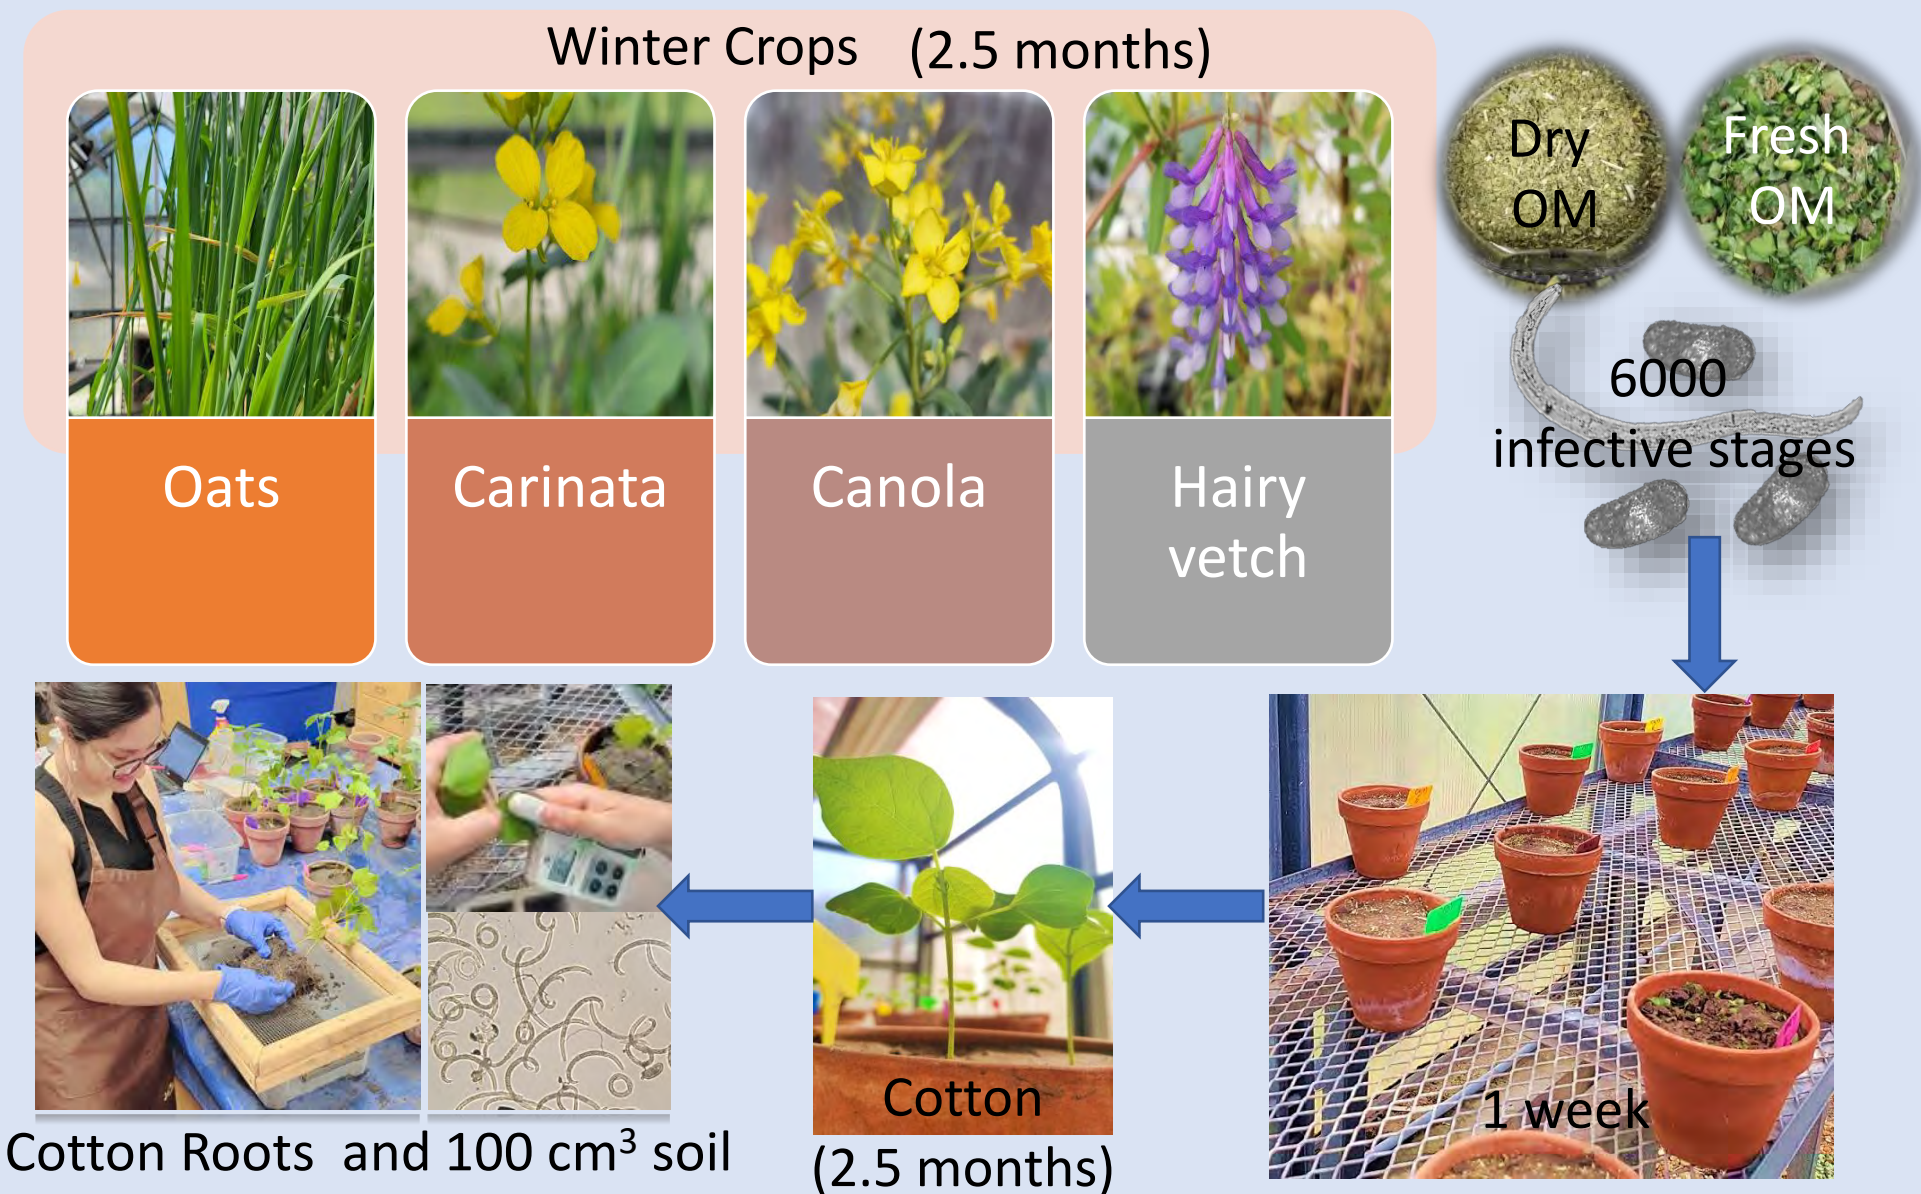 Winter Crops (2.5 months)
Oats
Carinata
Canola
Hairy
vetch
Dry
OM
Fresh
OM
6000
infective stages
1 week
Cotton
(2.5 months)
Cotton Roots and 100 cm³ soil